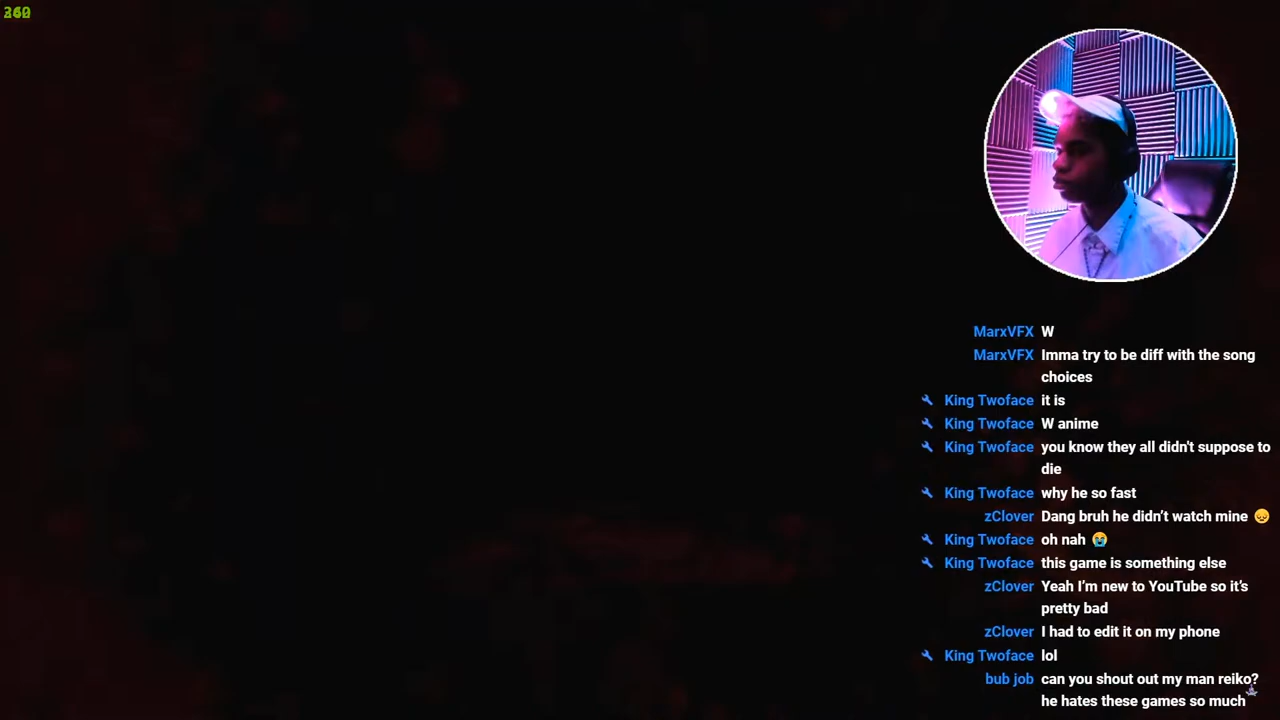 MarxVFX W
MarxVFX Imma try to be diff with the song
choices
King Twoface it is
King Twoface W anime
King Twoface you know they all didn't suppose to
die
King Twoface why he so fast
zClover Dang bruh he didn’t watch mine 😞
King Twoface oh nah 😭
King Twoface this game is something else
zClover Yeah I’m new to YouTube so it’s
pretty bad
zClover I had to edit it on my phone
King Twoface lol
bub job can you shout out my man reiko?
he hates these games so much